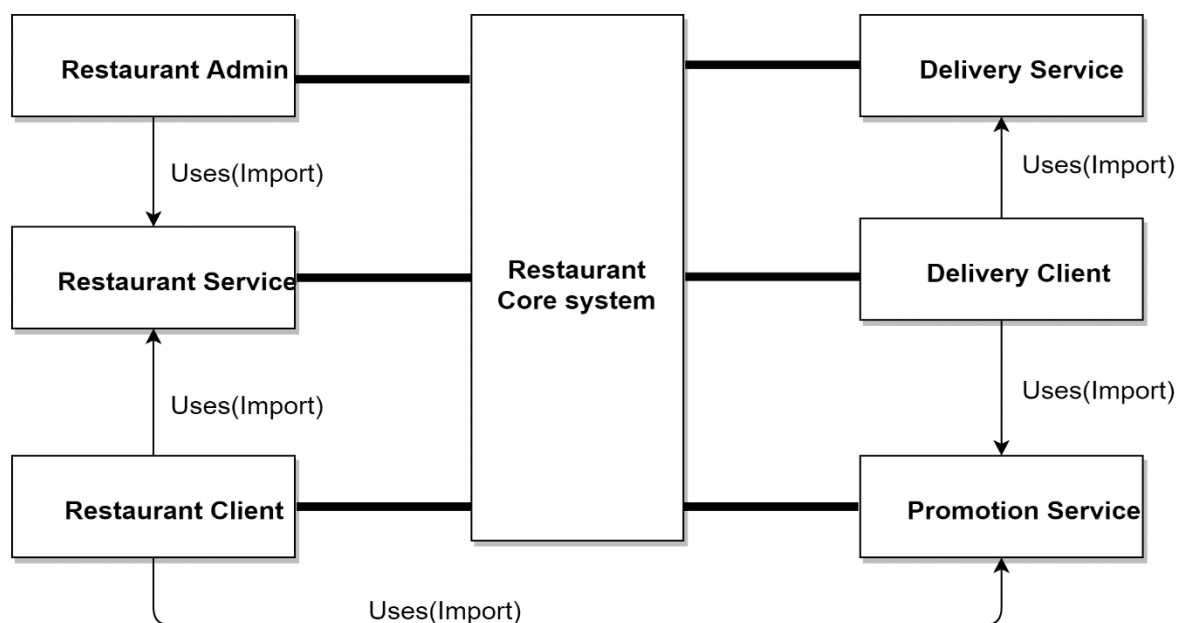 Restaurant Admin
Delivery Service
Uses(Import)
Uses(Import)
Restaurant Service
Restaurant
Core system
Delivery Client
Uses(Import)
Uses(Import)
Restaurant Client
Promotion Service
Uses(Import)